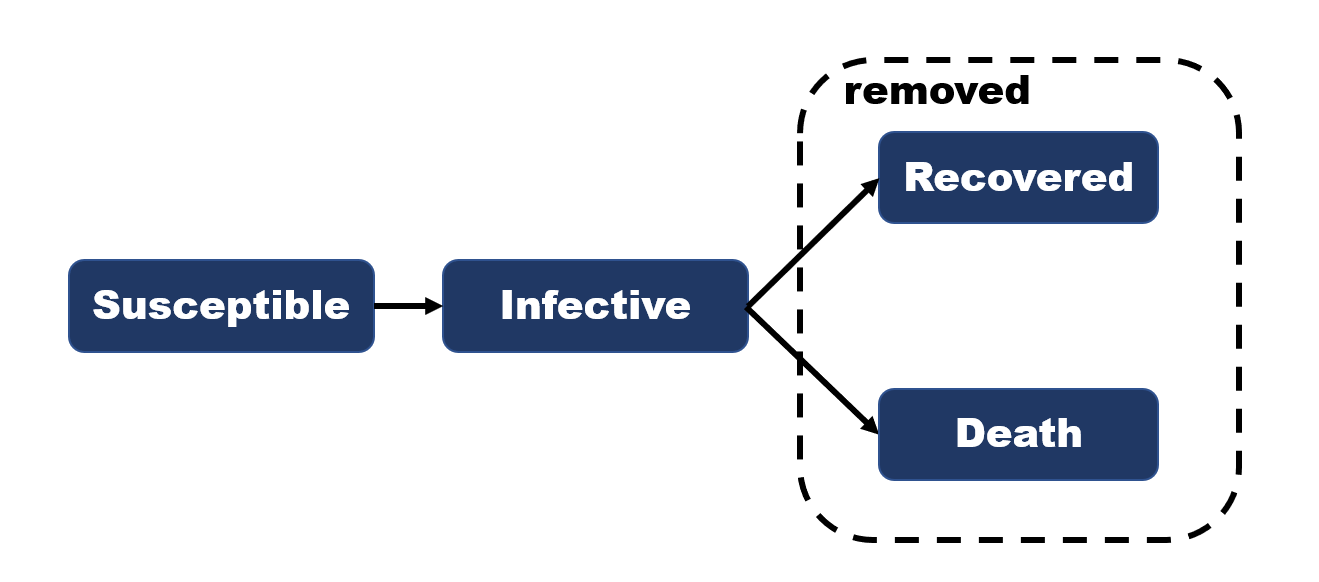 removed
Recovered
Susceptible
Infective
Death